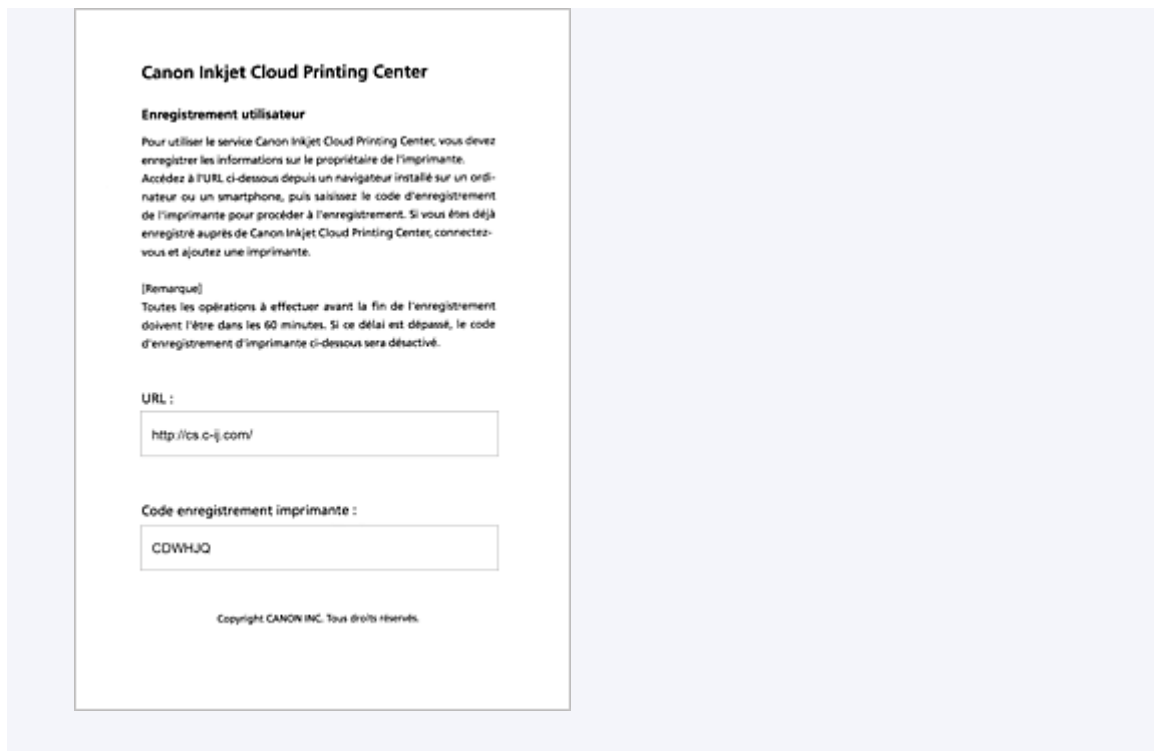 Canon Inkjet Cloud Printing Center
Enregistrement utilisateur
Pour utiliser le service Canon Inkjet Cloud Printing Center, vous devez
enregistrer les informations sur le propriétaire de l'imprimante.
Accédez à l'URL ci-dessous depuis un navigateur installé sur un ordi-
nateur ou un smartphone, puis saisissez le code d'enregistrement
de l'imprimante pour procéder à l'enregistrement. Si vous êtes déjà
enregistré auprès de Canon Inkjet Cloud Printing Center, connectez-
vous et ajoutez une imprimante.
[Remarque]
Toutes les opérations à effectuer avant la fin de l'enregistrement
doivent l'être dans les 60 minutes. Si ce délai est dépassé, le code
d'enregistrement d'imprimante ci-dessous sera désactivé.
URL :
http://cs.c-ij.com/
Code enregistrement imprimante :
CDWHJQ
Copyright CANON INC. Tous droits réservés.